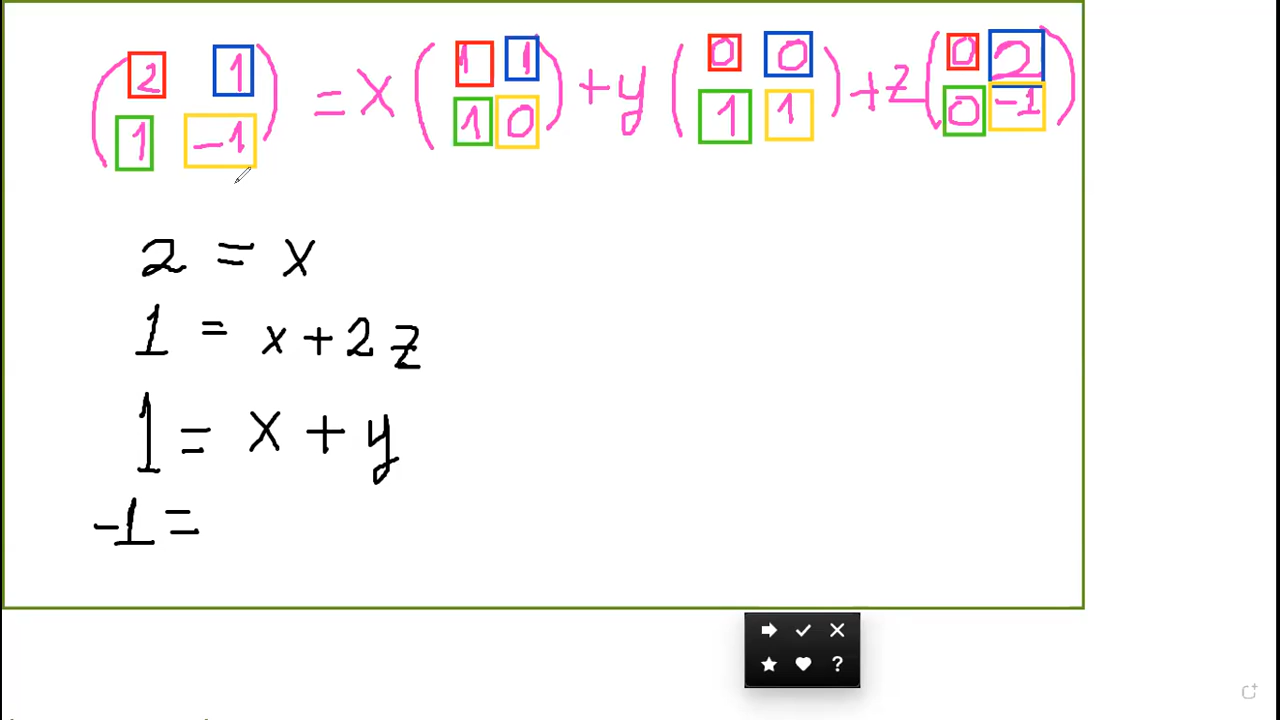 (2 1 = x (1 1 + y (0 0 + z (0 2
1 -1) 1 0) 1 1) 0 -1)
2 = x
1 = x + 2z
1 = x + y
-1 =
?